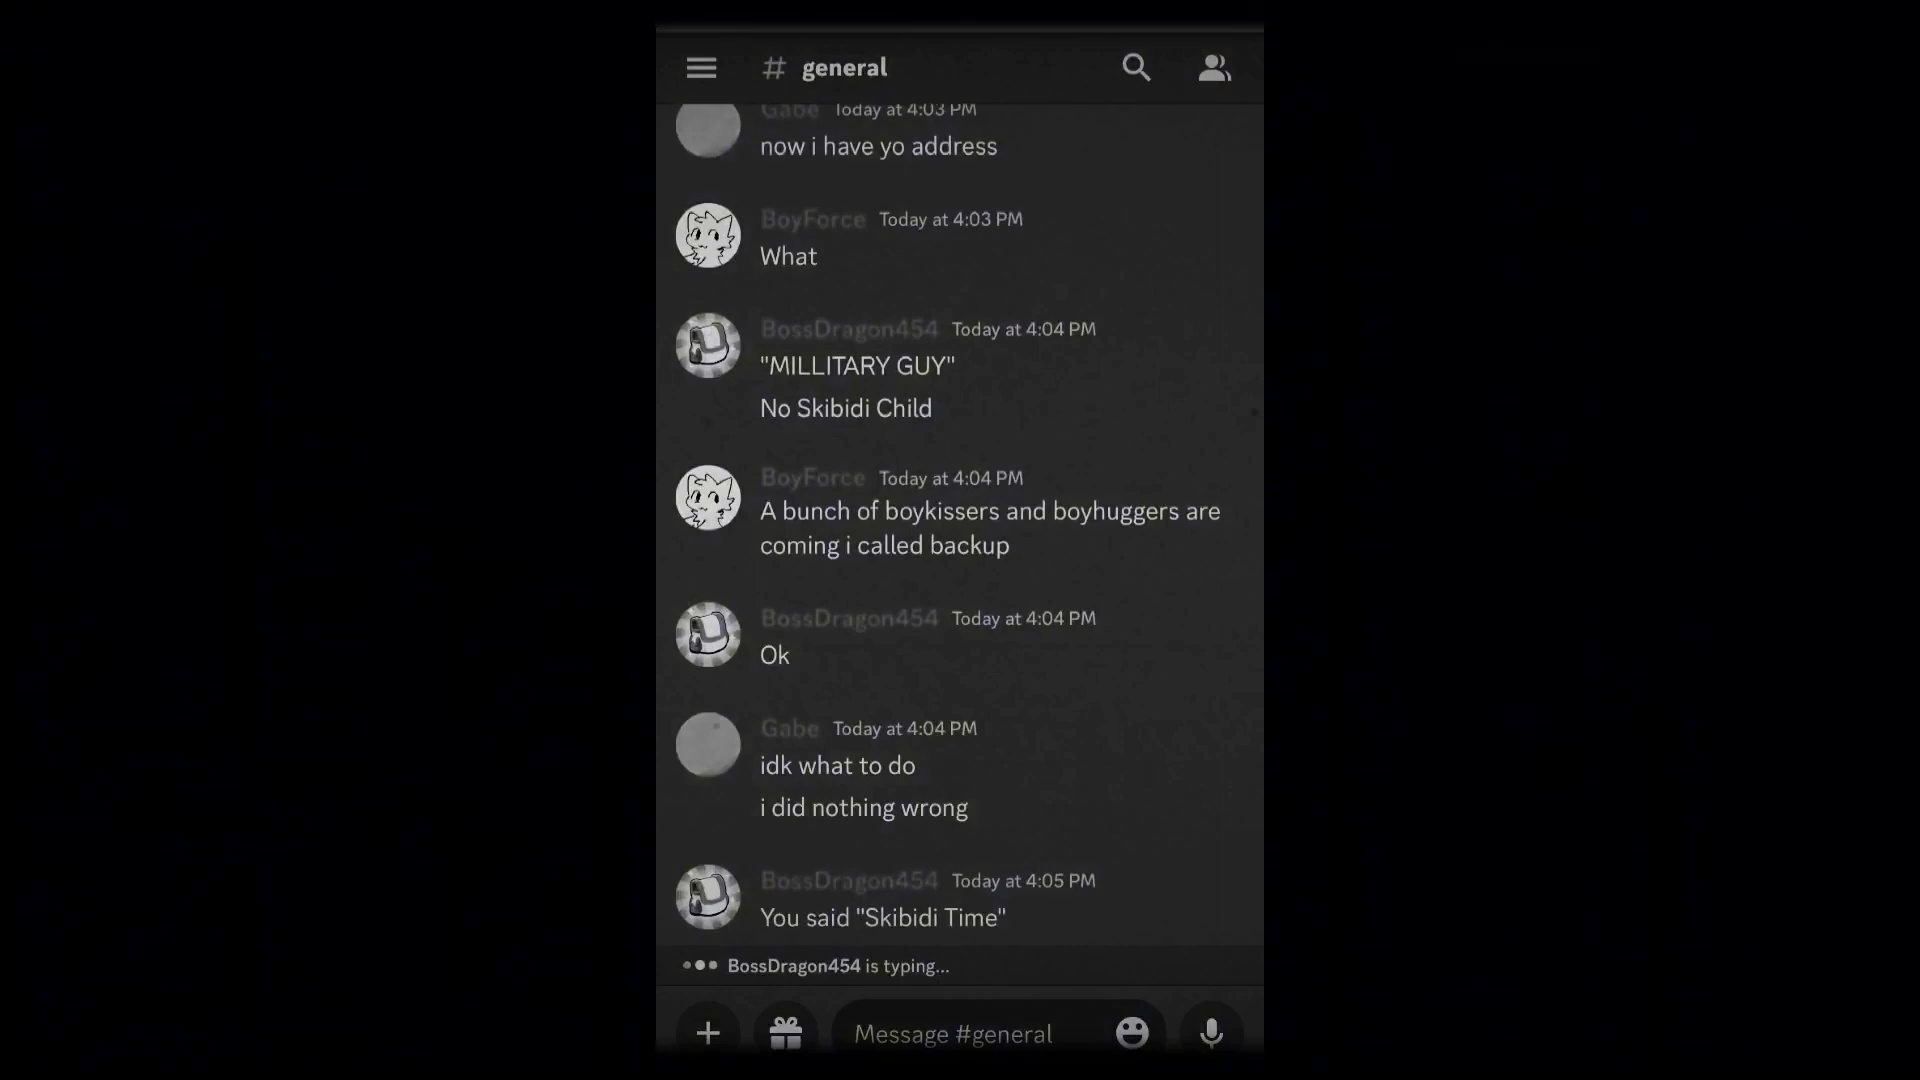 # general
Gabe Today at 4:03 PM
now i have yo address
BoyForce Today at 4:03 PM
What
BossDragon454 Today at 4:04 PM
"MILLITARY GUY"
No Skibidi Child
BoyForce Today at 4:04 PM
A bunch of boykissers and boyhuggers are
coming i called backup
BossDragon454 Today at 4:04 PM
Ok
Gabe Today at 4:04 PM
idk what to do
i did nothing wrong
BossDragon454 Today at 4:05 PM
You said "Skibidi Time"
BossDragon454 is typing...
Message #general